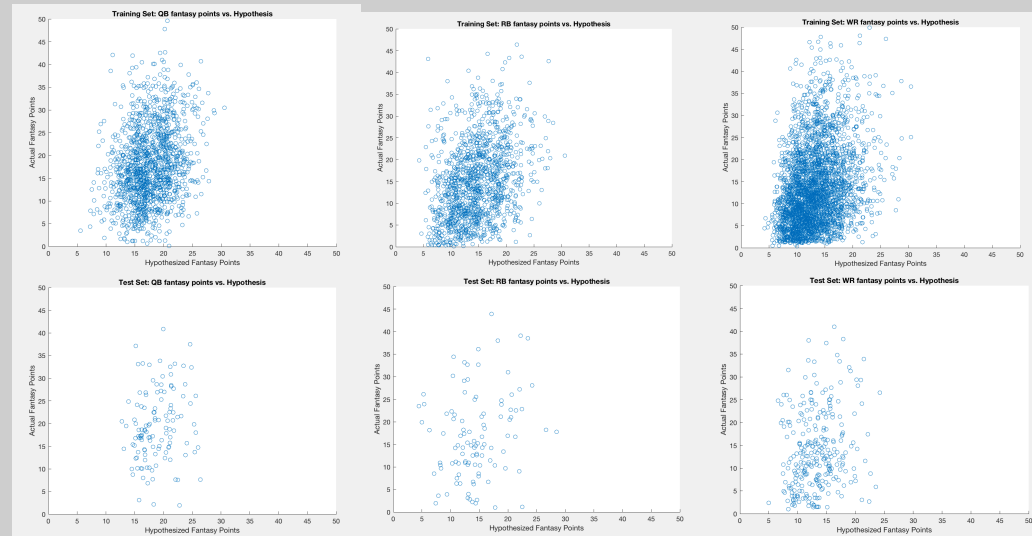 Training Set: QB fantasy points vs. Hypothesis
50
45
40
35
30
25
20
15
10
5
0
Actual Fantasy Points
0 5 10 15 20 25 30 35 40 45 50
Hypothesized Fantasy Points
Training Set: RB fantasy points vs. Hypothesis
50
45
40
35
30
25
20
15
10
5
0
Actual Fantasy Points
0 5 10 15 20 25 30 35 40 45 50
Hypothesized Fantasy Points
Training Set: WR fantasy points vs. Hypothesis
50
45
40
35
30
25
20
15
10
5
0
Actual Fantasy Points
0 5 10 15 20 25 30 35 40 45 50
Hypothesized Fantasy Points
Test Set: QB fantasy points vs. Hypothesis
50
45
40
35
30
25
20
15
10
5
0
Actual Fantasy Points
0 5 10 15 20 25 30 35 40 45 50
Hypothesized Fantasy Points
Test Set: RB fantasy points vs. Hypothesis
50
45
40
35
30
25
20
15
10
5
0
Actual Fantasy Points
0 5 10 15 20 25 30 35 40 45 50
Hypothesized Fantasy Points
Test Set: WR fantasy points vs. Hypothesis
50
45
40
35
30
25
20
15
10
5
0
Actual Fantasy Points
0 5 10 15 20 25 30 35 40 45 50
Hypothesized Fantasy Points